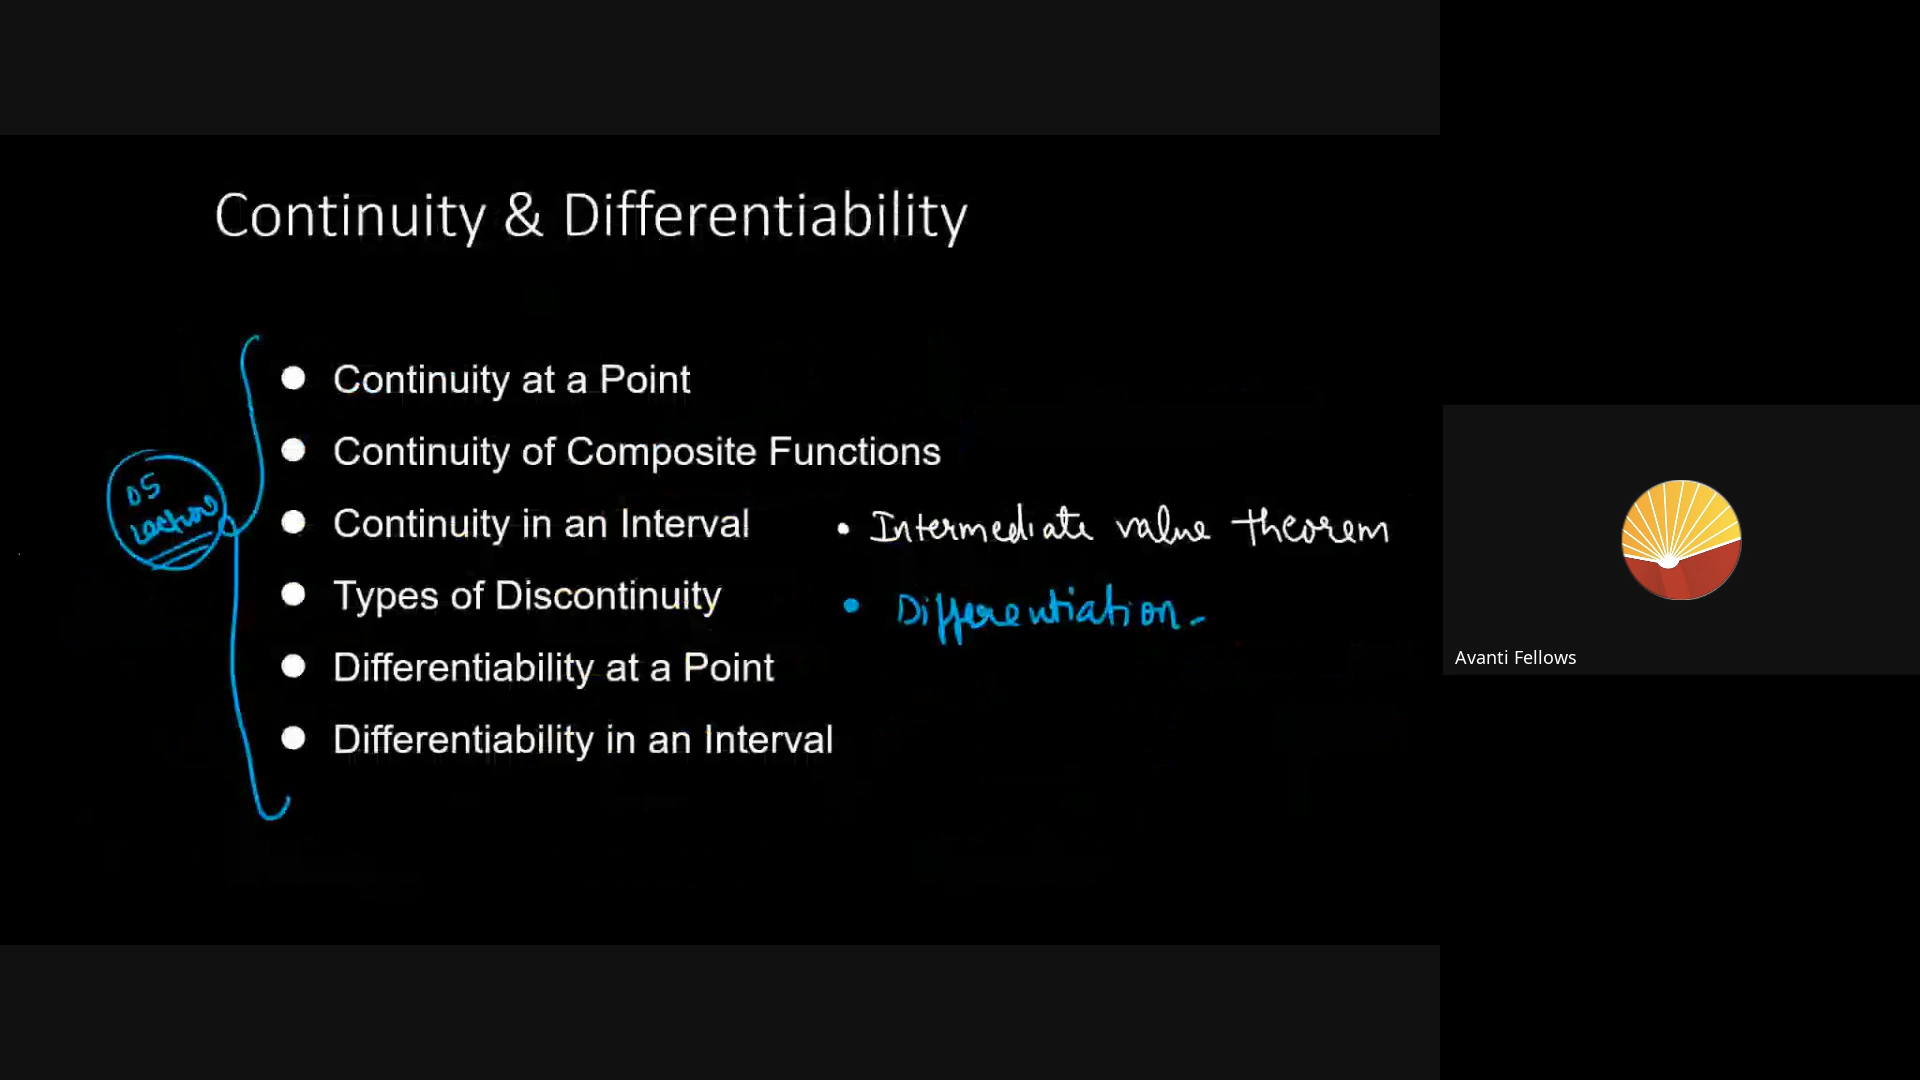 Continuity & Differentiability
● Continuity at a Point
● Continuity of Composite Functions
● Continuity in an Interval
● Types of Discontinuity
● Differentiability at a Point
● Differentiability in an Interval
05
• Intermediate value theorem
• Differentiation.
Avanti Fellows